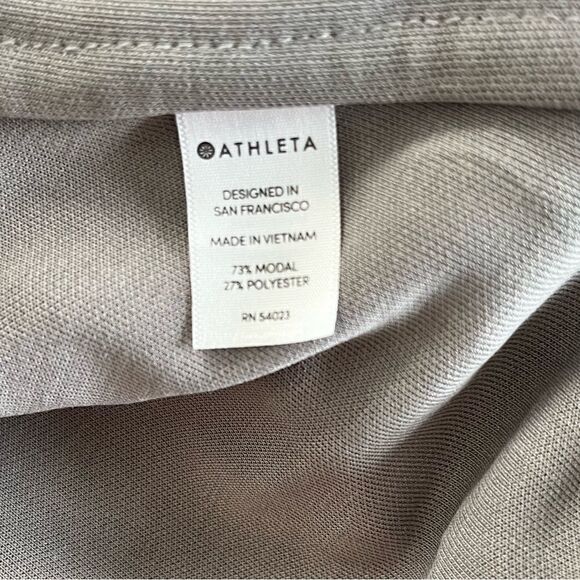 ATHLETA
DESIGNED IN
SAN FRANCISCO
MADE IN VIETNAM
73% MODAL
27% POLYESTER
RN 54023